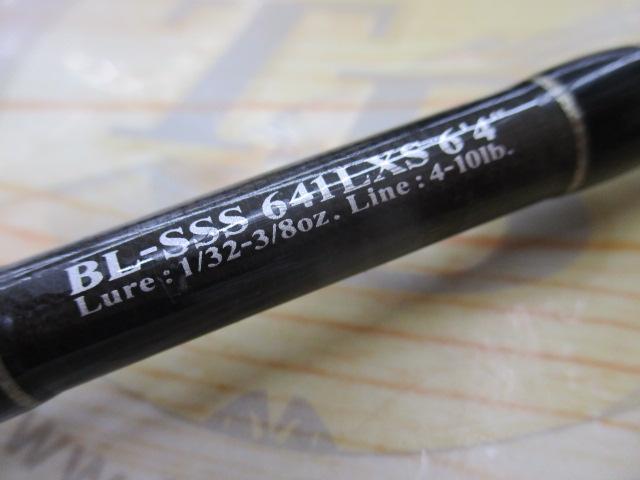 BL-SSS 641LXS 6'4"
Lure : 1/32-3/8oz. Line : 4-10lb.